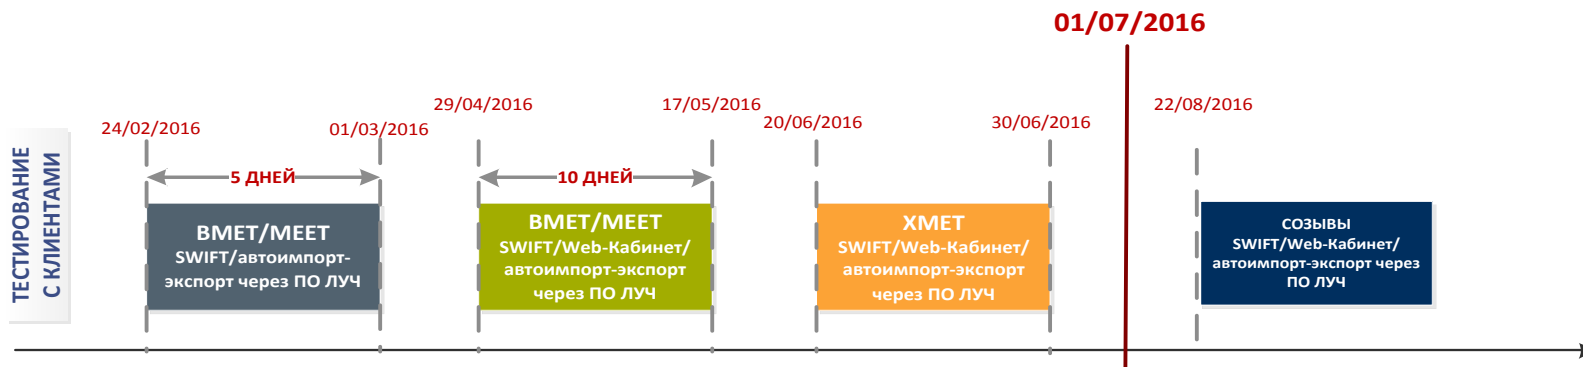 01/07/2016
29/04/2016
17/05/2016
22/08/2016
24/02/2016
01/03/2016
20/06/2016
30/06/2016
ТЕСТИРОВАНИЕ
С КЛИЕНТАМИ
5 ДНЕЙ
10 ДНЕЙ
BMET/MEET
SWIFT/автоимпорт-
экспорт через ПО ЛУЧ
BMET/MEET
SWIFT/Web-Кабинет/
автоимпорт-экспорт
через ПО ЛУЧ
XMET
SWIFT/Web-Кабинет/
автоимпорт-экспорт
через ПО ЛУЧ
СОЗЫВЫ
SWIFT/Web-Кабинет/
автоимпорт-экспорт через
ПО ЛУЧ